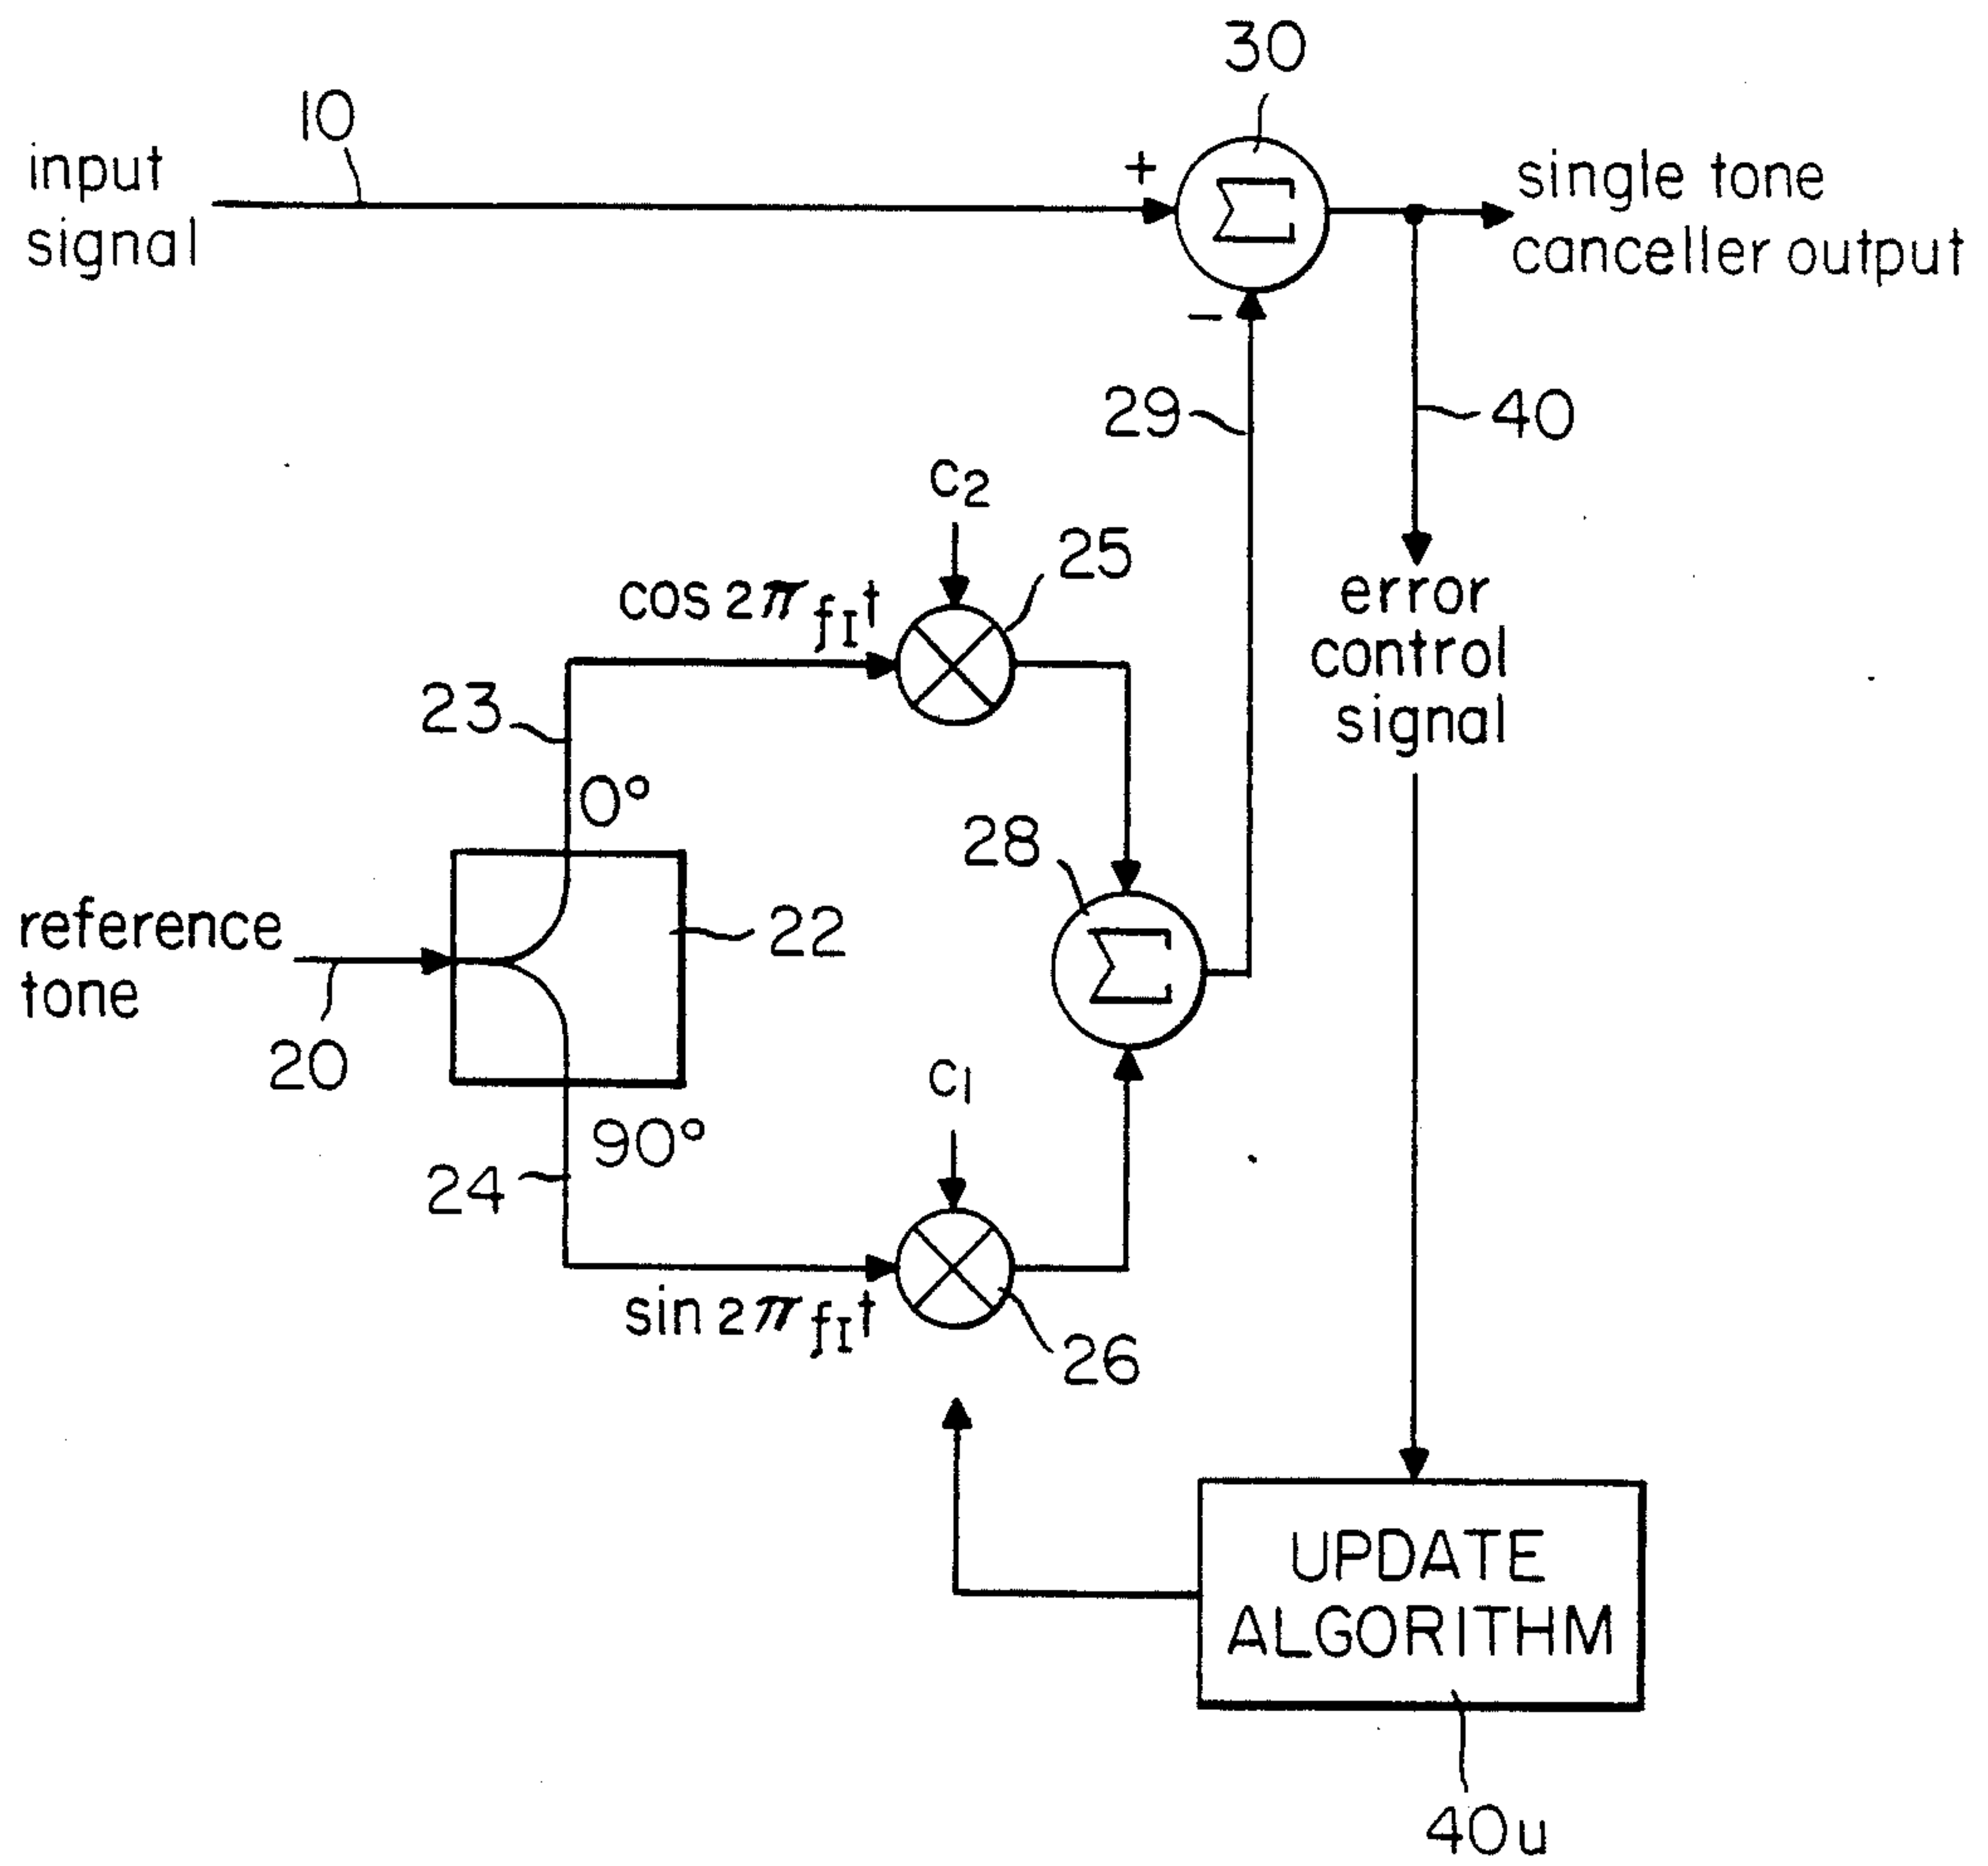 30
10
input
signal
+
Σ
single tone
canceller output
-
29
40
c2
25
cos 2π fI t
error
control
signal
23
0°
28
Σ
reference
tone
22
20
c1
90°
24
sin 2π fI t
26
UPDATE
ALGORITHM
40u